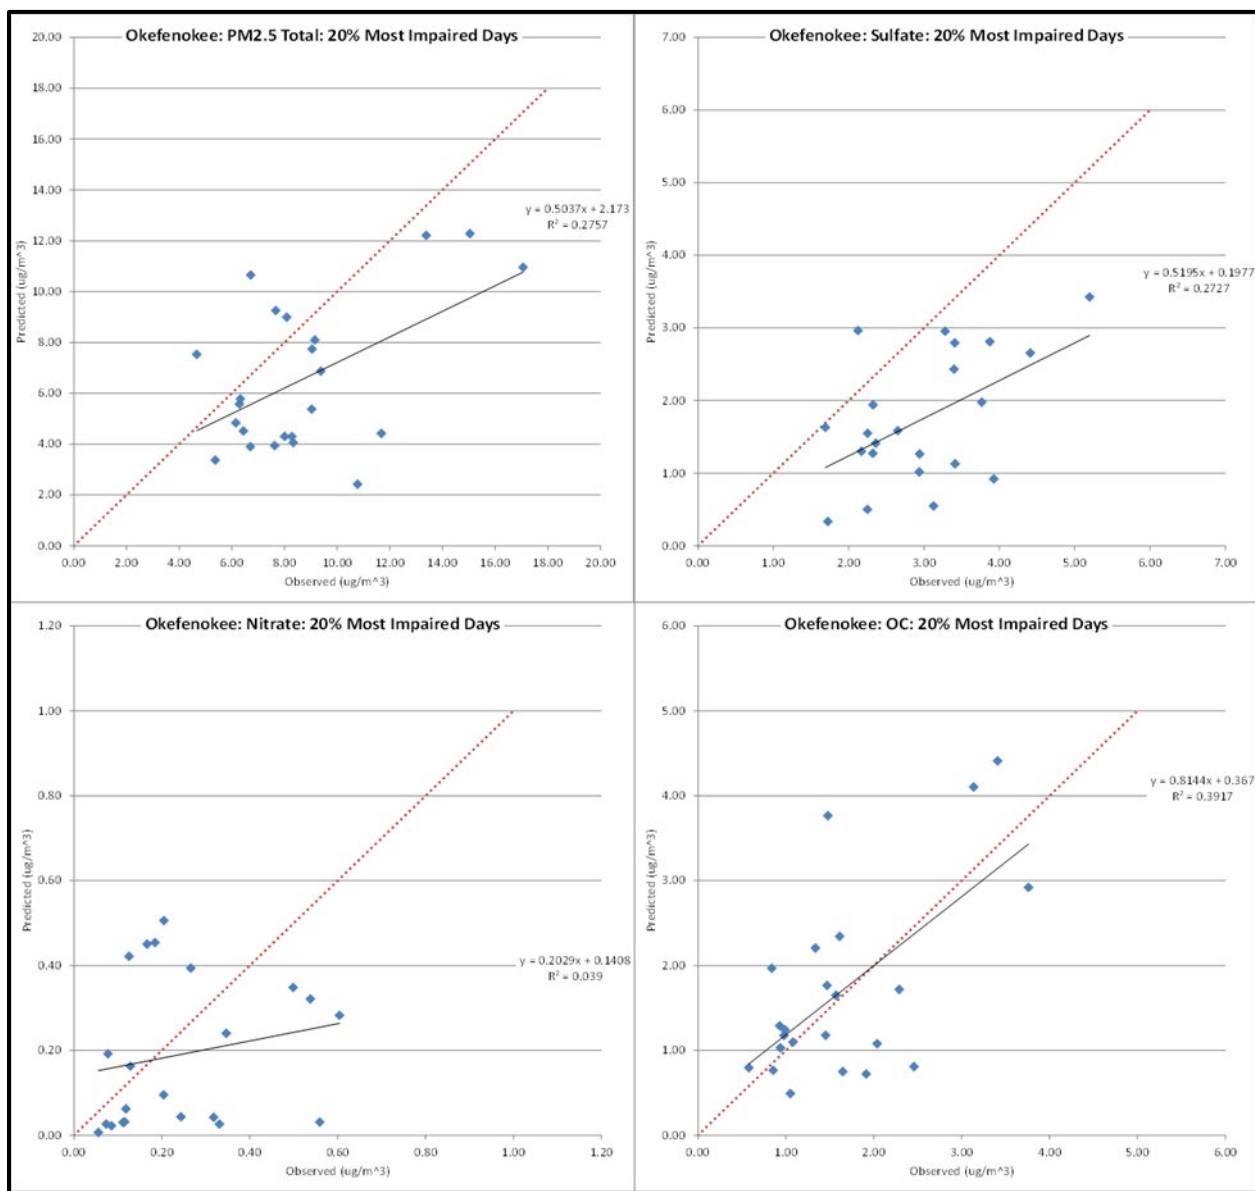 Okefenokee: PM2.5 Total: 20% Most Impaired Days
20.00
18.00
16.00
14.00
12.00
10.00
8.00
6.00
4.00
2.00
0.00
Predicted (ug/m^3)
y = 0.5037x + 2.173
R² = 0.2757
0.00 2.00 4.00 6.00 8.00 10.00 12.00 14.00 16.00 18.00 20.00
Observed (ug/m^3)
Okefenokee: Sulfate: 20% Most Impaired Days
7.00
6.00
5.00
4.00
3.00
2.00
1.00
0.00
Predicted (ug/m^3)
y = 0.5195x + 0.1977
R² = 0.2727
0.00 1.00 2.00 3.00 4.00 5.00 6.00 7.00
Observed (ug/m^3)
Okefenokee: Nitrate: 20% Most Impaired Days
1.20
1.00
0.80
0.60
0.40
0.20
0.00
Predicted (ug/m^3)
y = 0.2029x + 0.1408
R² = 0.039
0.00 0.20 0.40 0.60 0.80 1.00 1.20
Observed (ug/m^3)
Okefenokee: OC: 20% Most Impaired Days
6.00
5.00
4.00
3.00
2.00
1.00
0.00
Predicted (ug/m^3)
y = 0.8144x + 0.367
R² = 0.3917
0.00 1.00 2.00 3.00 4.00 5.00 6.00
Observed (ug/m^3)